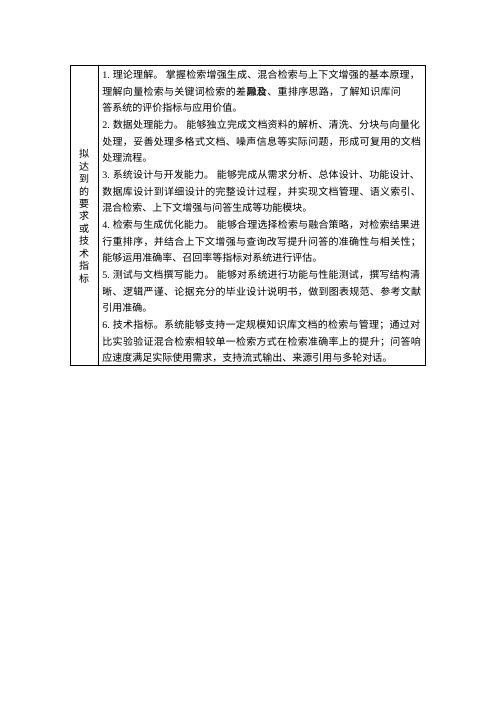 拟达到的要求或技术指标
1. 理论理解。 掌握检索增强生成、混合检索与上下文增强的基本原理，
理解向量检索与关键词检索的差、重排序思路，了解知识库问
答系统的评价指标与应用价值。
2. 数据处理能力。 能够独立完成文档资料的解析、清洗、分块与向量化
处理，妥善处理多格式文档、噪声信息等实际问题，形成可复用的文档
处理流程。
3. 系统设计与开发能力。 能够完成从需求分析、总体设计、功能设计、
数据库设计到详细设计的完整设计过程，并实现文档管理、语义索引、
混合检索、上下文增强与问答生成等功能模块。
4. 检索与生成优化能力。 能够合理选择检索与融合策略，对检索结果进
行重排序，并结合上下文增强与查询改写提升问答的准确性与相关性；
能够运用准确率、召回率等指标对系统进行评估。
5. 测试与文档撰写能力。 能够对系统进行功能与性能测试，撰写结构清
晰、逻辑严谨、论据充分的毕业设计说明书，做到图表规范、参考文献
引用准确。
6. 技术指标。系统能够支持一定规模知识库文档的检索与管理；通过对
比实验验证混合检索相较单一检索方式在检索准确率上的提升；问答响
应速度满足实际使用需求，支持流式输出、来源引用与多轮对话。